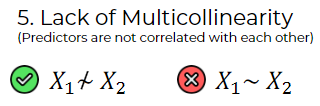 5. Lack of Multicollinearity
(Predictors are not correlated with each other)
X₁ ≁ X₂ X₁ ~ X₂